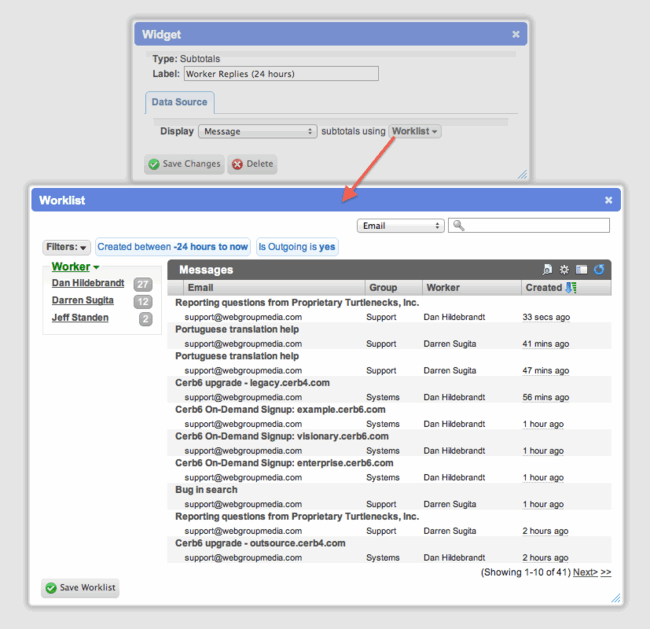 Widget
Type: Subtotals
Label: Worker Replies (24 hours)
Data Source
Display Message subtotals using Worklist
Save Changes Delete
Worklist
Email
Filters: Created between -24 hours to now Is Outgoing is yes
Worker
Dan Hildebrandt 27
Darren Sugita 12
Jeff Standen 2
Messages
Email Group Worker Created
Reporting questions from Proprietary Turtlenecks, Inc.
support@webgroupmedia.com Support Dan Hildebrandt 33 secs ago
Portuguese translation help
support@webgroupmedia.com Support Darren Sugita 41 mins ago
Portuguese translation help
support@webgroupmedia.com Support Darren Sugita 47 mins ago
Cerb6 upgrade - legacy.cerb4.com
support@webgroupmedia.com Systems Dan Hildebrandt 56 mins ago
Cerb6 On-Demand Signup: example.cerb6.com
support@webgroupmedia.com Systems Dan Hildebrandt 1 hour ago
Cerb6 On-Demand Signup: visionary.cerb6.com
support@webgroupmedia.com Systems Dan Hildebrandt 1 hour ago
Cerb6 On-Demand Signup: enterprise.cerb6.com
support@webgroupmedia.com Systems Dan Hildebrandt 1 hour ago
Bug in search
support@webgroupmedia.com Support Darren Sugita 1 hour ago
Reporting questions from Proprietary Turtlenecks, Inc.
support@webgroupmedia.com Support Darren Sugita 2 hours ago
Cerb6 upgrade - outsource.cerb4.com
support@webgroupmedia.com Systems Dan Hildebrandt 2 hours ago
(Showing 1-10 of 41) Next> >>
Save Worklist